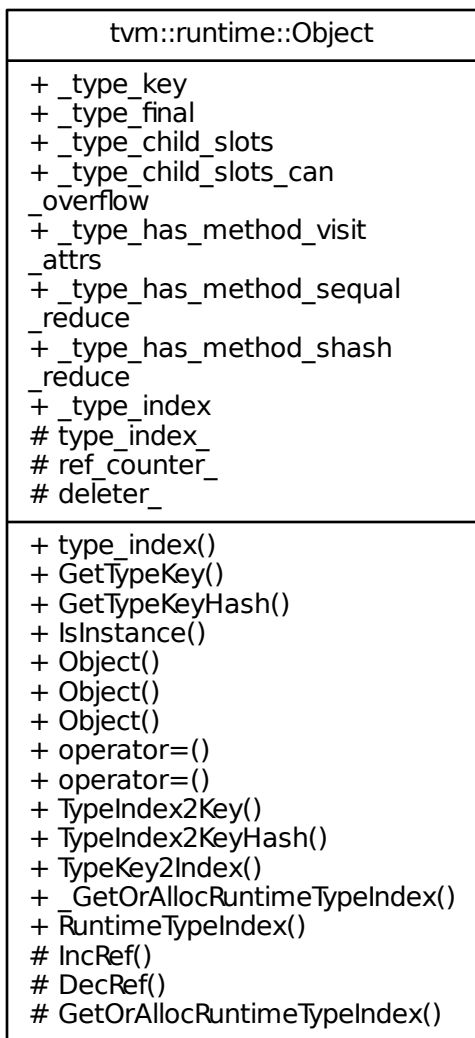 tvm::runtime::Object
+ _type_key
+ _type_final
+ _type_child_slots
+ _type_child_slots_can
_overflow
+ _type_has_method_visit
_attrs
+ _type_has_method_sequal
_reduce
+ _type_has_method_shash
_reduce
+ _type_index
# type_index_
# ref_counter_
# deleter_
+ type_index()
+ GetTypeKey()
+ GetTypeKeyHash()
+ IsInstance()
+ Object()
+ Object()
+ Object()
+ operator=()
+ operator=()
+ TypeIndex2Key()
+ TypeIndex2KeyHash()
+ TypeKey2Index()
+ _GetOrAllocRuntimeTypeIndex()
+ RuntimeTypeIndex()
# IncRef()
# DecRef()
# GetOrAllocRuntimeTypeIndex()